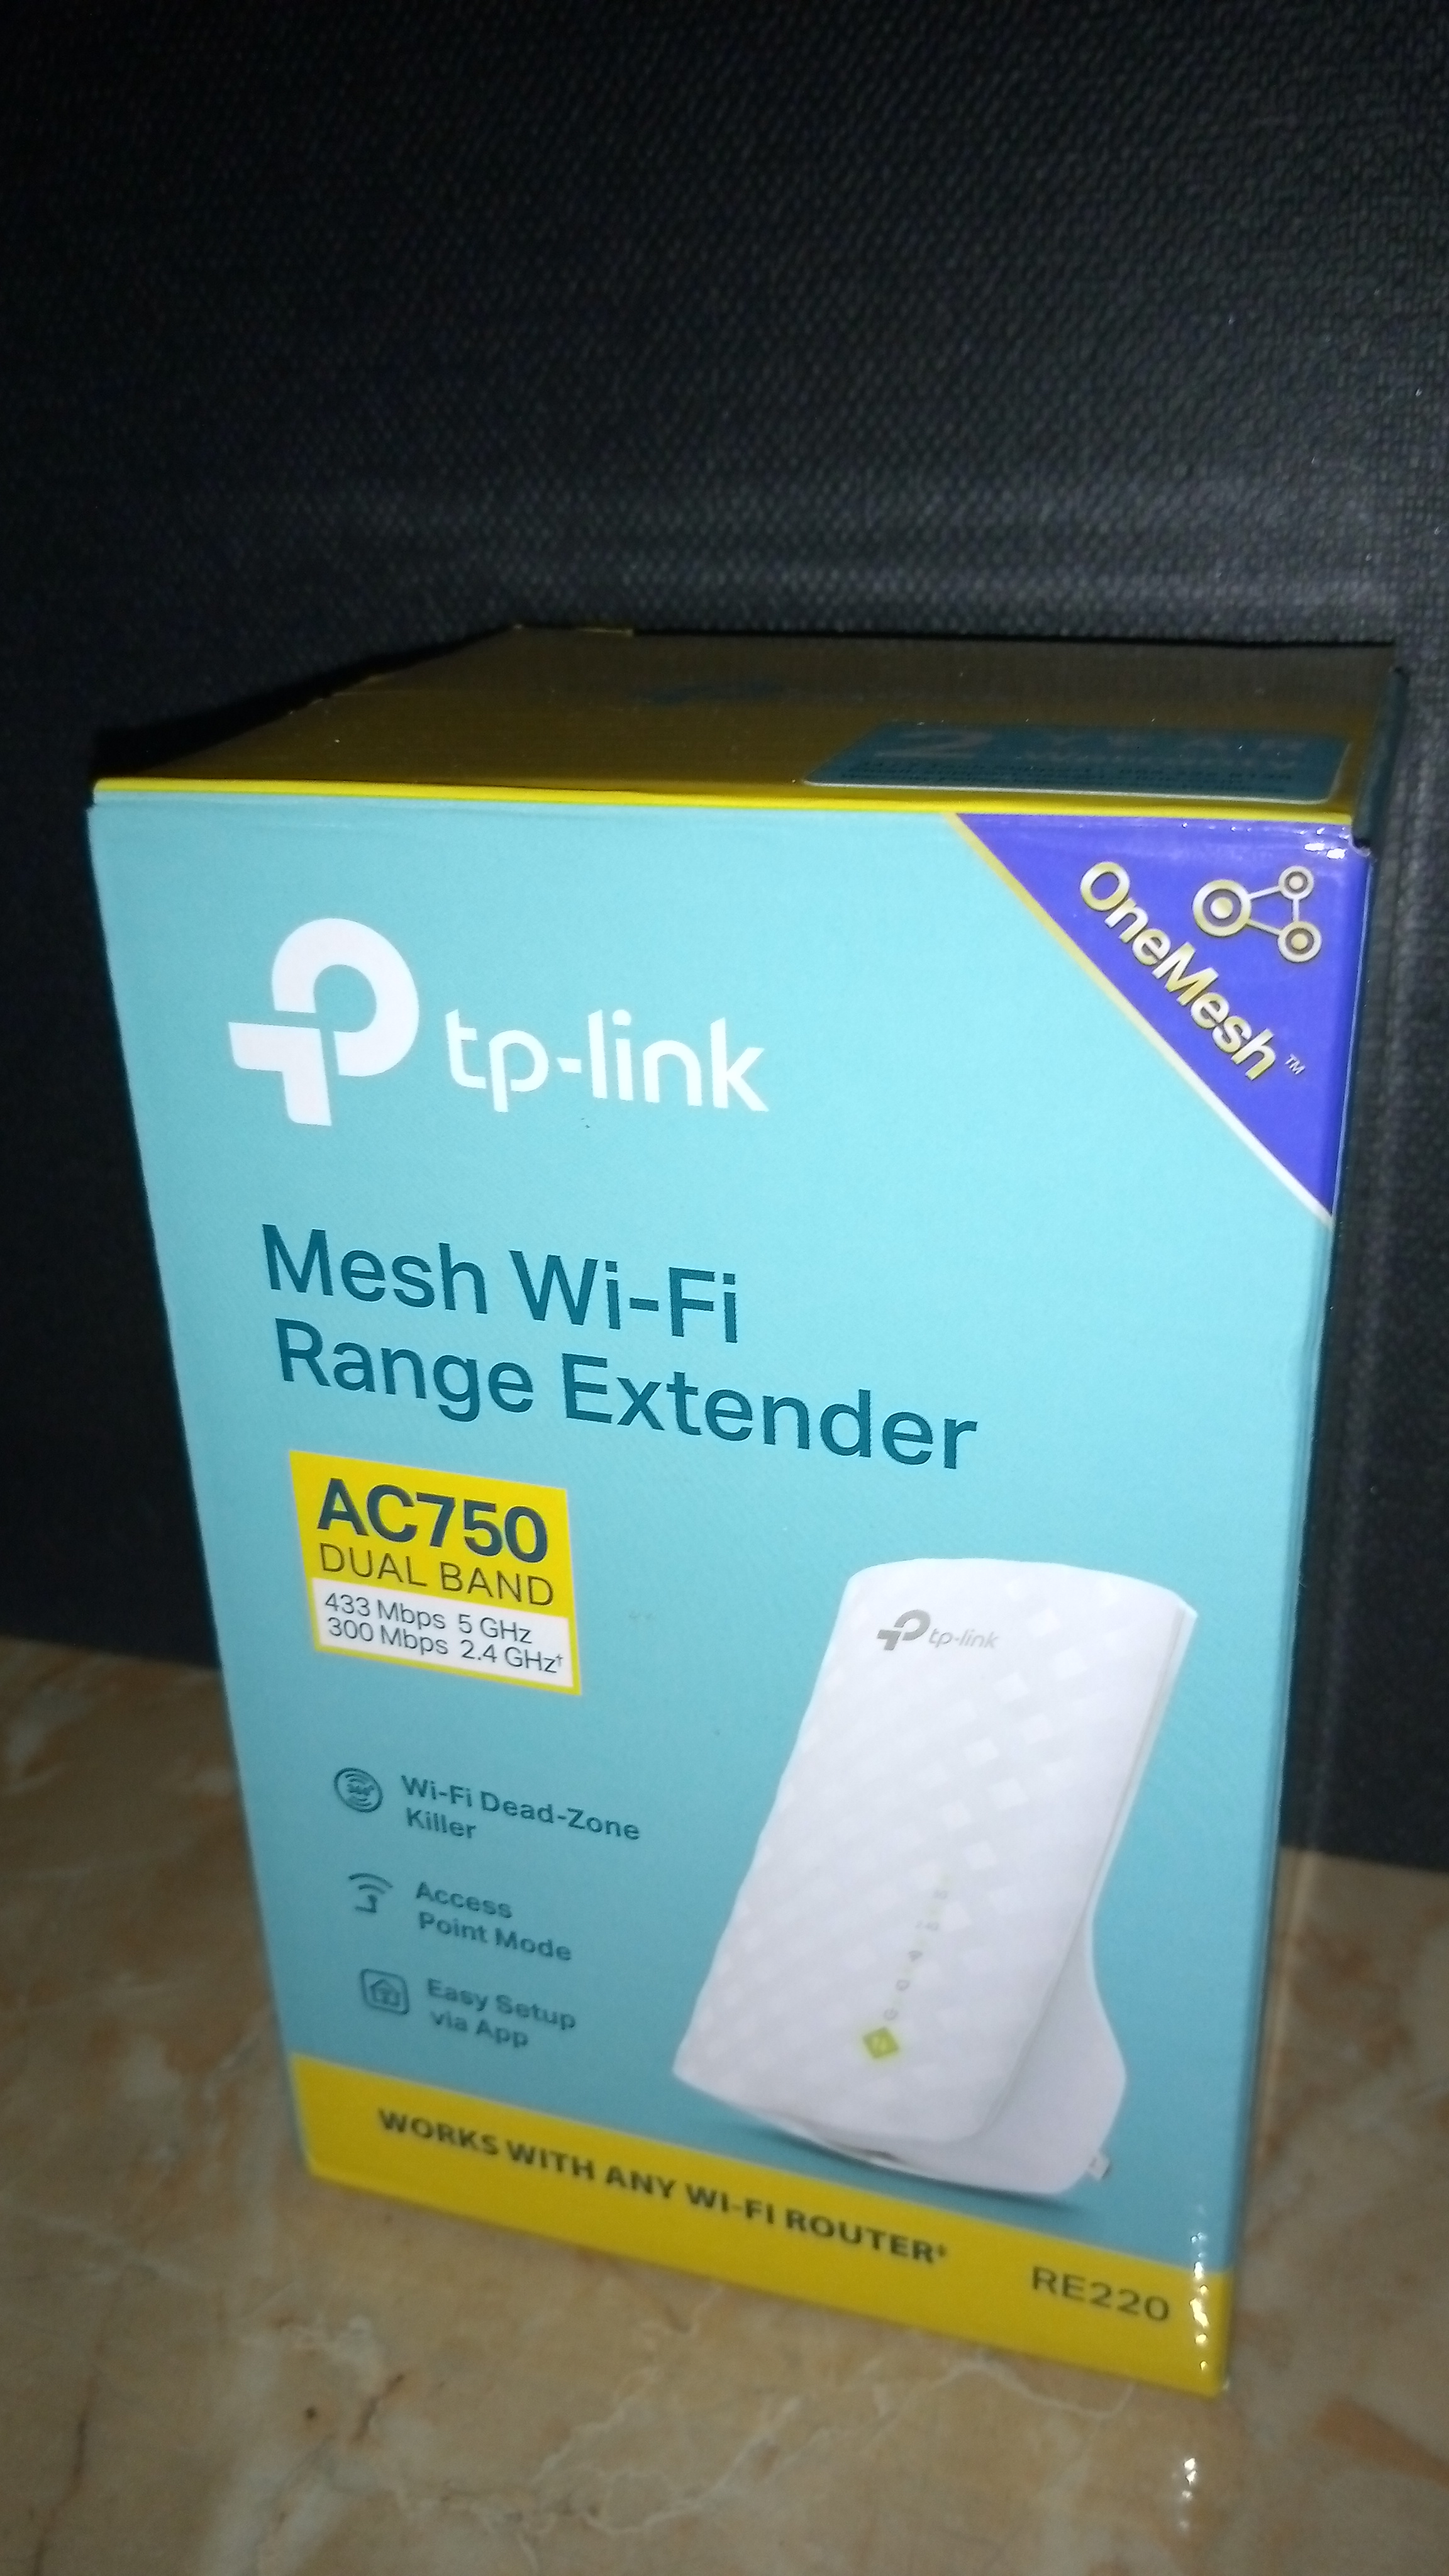 OneMesh™
tp-link
Mesh Wi-Fi
Range Extender
AC750
DUAL BAND
433 Mbps 5 GHz
300 Mbps 2.4 GHz†
tp-link
Wi-Fi Dead-Zone
Killer
Access
Point Mode
Easy Setup
via App
WORKS WITH ANY WI-FI ROUTER‡
RE220